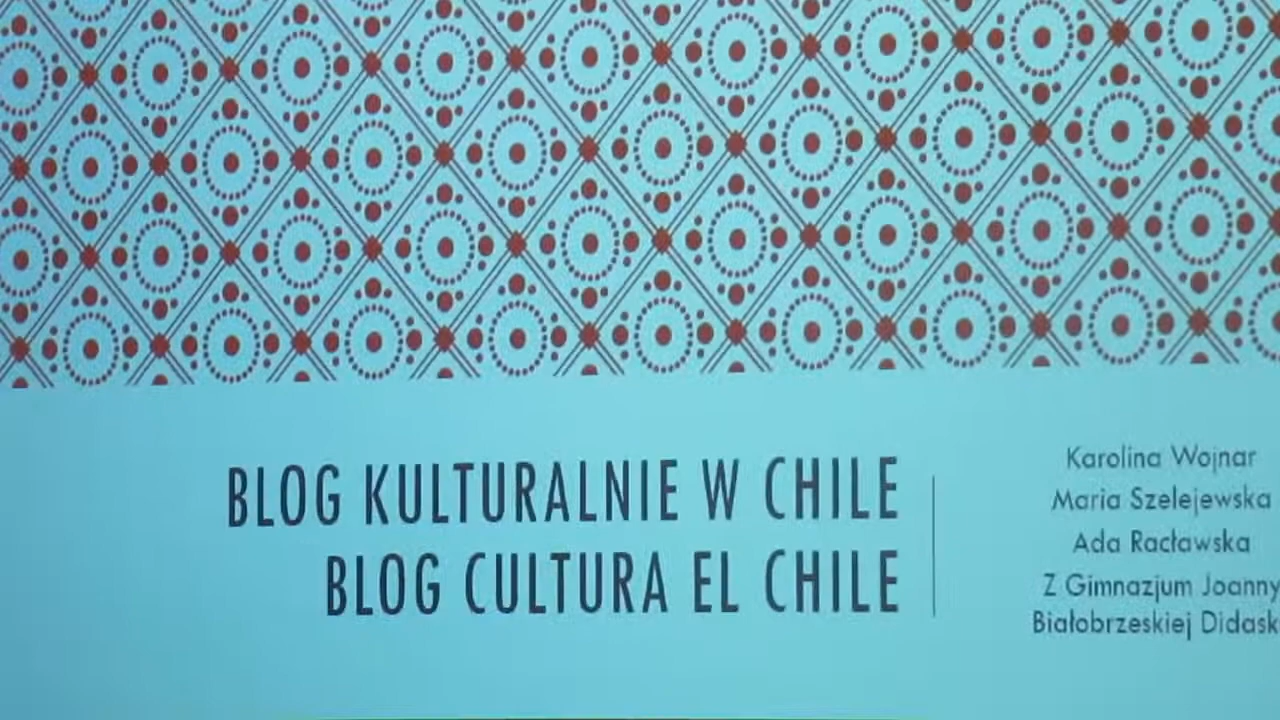 BLOG KULTURALNIE W CHILE
BLOG CULTURA EL CHILE
Karolina Wojnar
Maria Szelejewska
Ada Racławska
Z Gimnazjum Joanny
Białobrzeskiej Didask